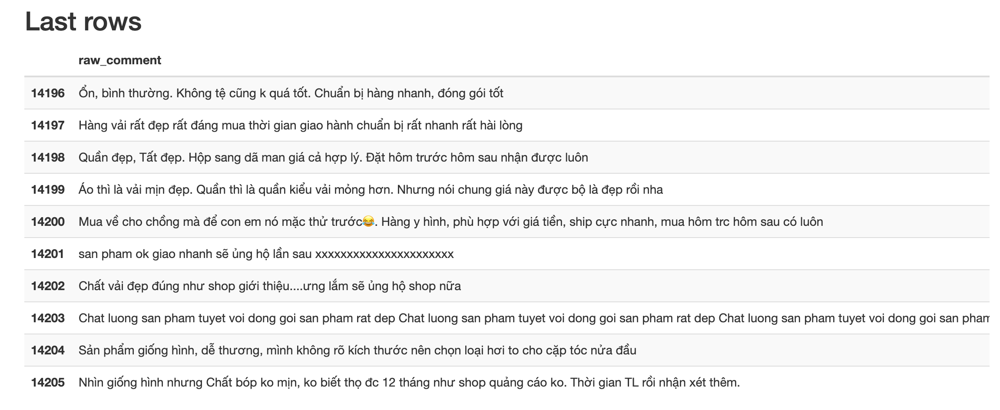 Last rows
raw_comment
14196 Ổn, bình thường. Không tệ cũng k quá tốt. Chuẩn bị hàng nhanh, đóng gói tốt
14197 Hàng vải rất đẹp rất đáng mua thời gian giao hành chuẩn bị rất nhanh rất hài lòng
14198 Quần đẹp, Tất đẹp. Hộp sang dã man giá cả hợp lý. Đặt hôm trước hôm sau nhận được luôn
14199 Áo thì là vải mịn đẹp. Quần thì là quần kiểu vải mỏng hơn. Nhưng nói chung giá này được bộ là đẹp rồi nha
14200 Mua về cho chồng mà để con em nó mặc thử trước😂. Hàng y hình, phù hợp với giá tiền, ship cực nhanh, mua hôm trc hôm sau có luôn
14201 san pham ok giao nhanh sẽ ủng hộ lần sau xxxxxxxxxxxxxxxxxxxxxx
14202 Chất vải đẹp đúng như shop giới thiệu....ưng lắm sẽ ủng hộ shop nữa
14203 Chat luong san pham tuyet voi dong goi san pham rat dep Chat luong san pham tuyet voi dong goi san pham rat dep Chat luong san pham tuyet voi dong goi san pham
14204 Sản phẩm giống hình, dễ thương, mình không rõ kích thước nên chọn loại hơi to cho cặp tóc nửa đầu
14205 Nhìn giống hình nhưng Chất bóp ko mịn, ko biết thọ đc 12 tháng như shop quảng cáo ko. Thời gian TL rồi nhận xét thêm.